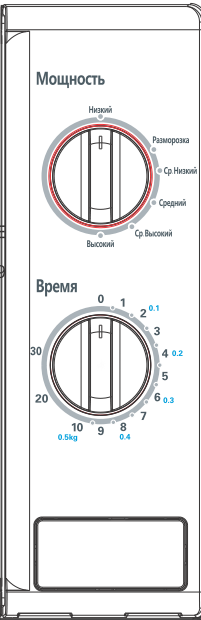 Мощность
Низкий
Разморозка
Ср.Низкий
Средний
Ср.Высокий
Высокий
Время
0
1
2 0.1
3
4 0.2
5
6 0.3
7
8
0.4
9
10
0.5kg
20
30